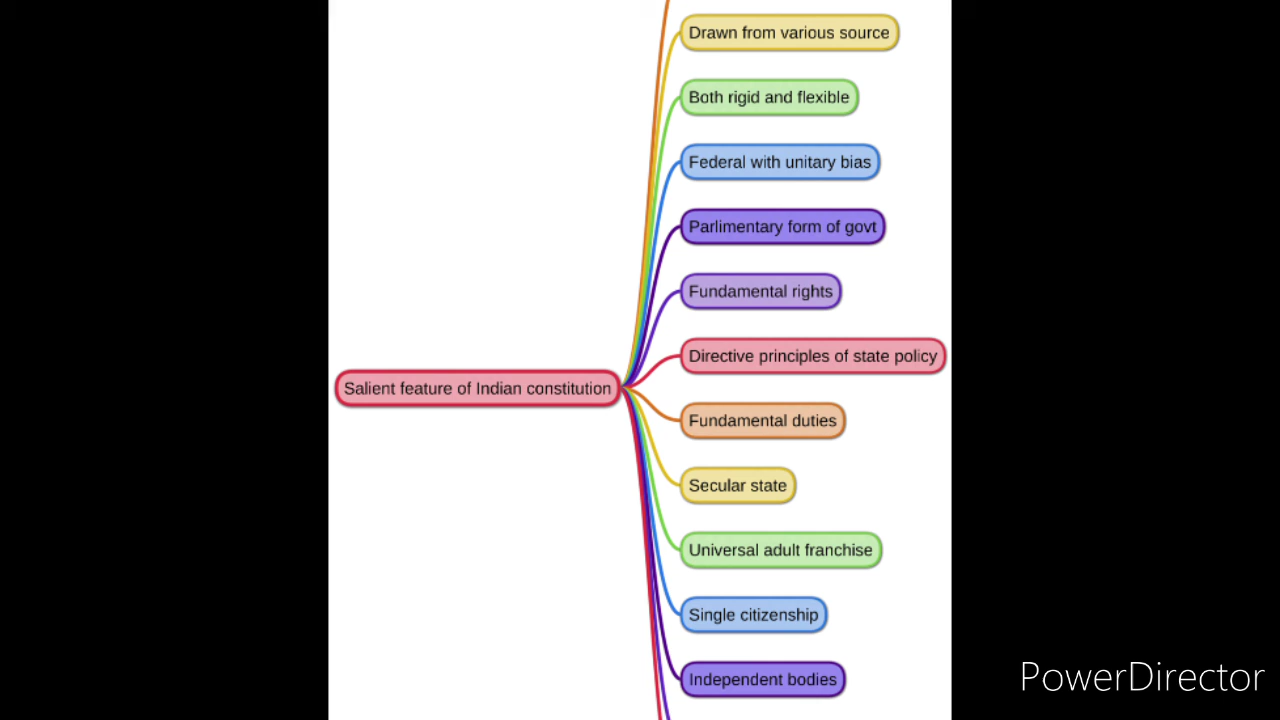 Drawn from various source
Both rigid and flexible
Federal with unitary bias
Parlimentary form of govt
Fundamental rights
Directive principles of state policy
Salient feature of Indian constitution
Fundamental duties
Secular state
Universal adult franchise
Single citizenship
Independent bodies
PowerDirector